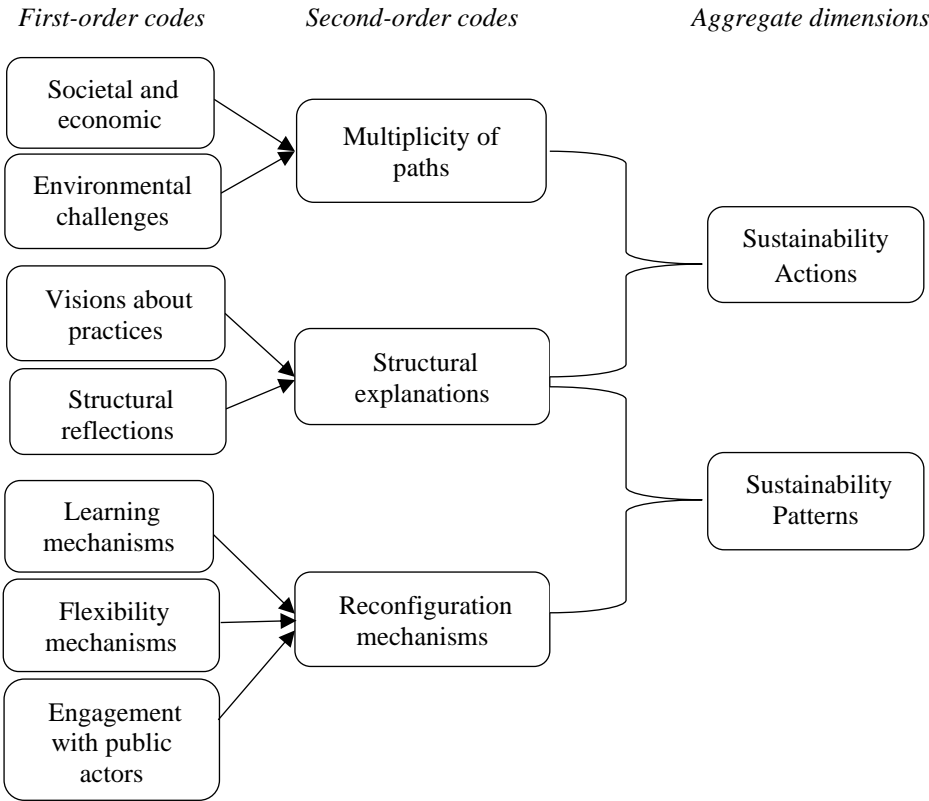 First-order codes
Second-order codes
Aggregate dimensions
Societal and
economic
Environmental
challenges
Visions about
practices
Structural
reflections
Learning
mechanisms
Flexibility
mechanisms
Engagement
with public
actors
Multiplicity of
paths
Structural
explanations
Reconfiguration
mechanisms
Sustainability
Actions
Sustainability
Patterns